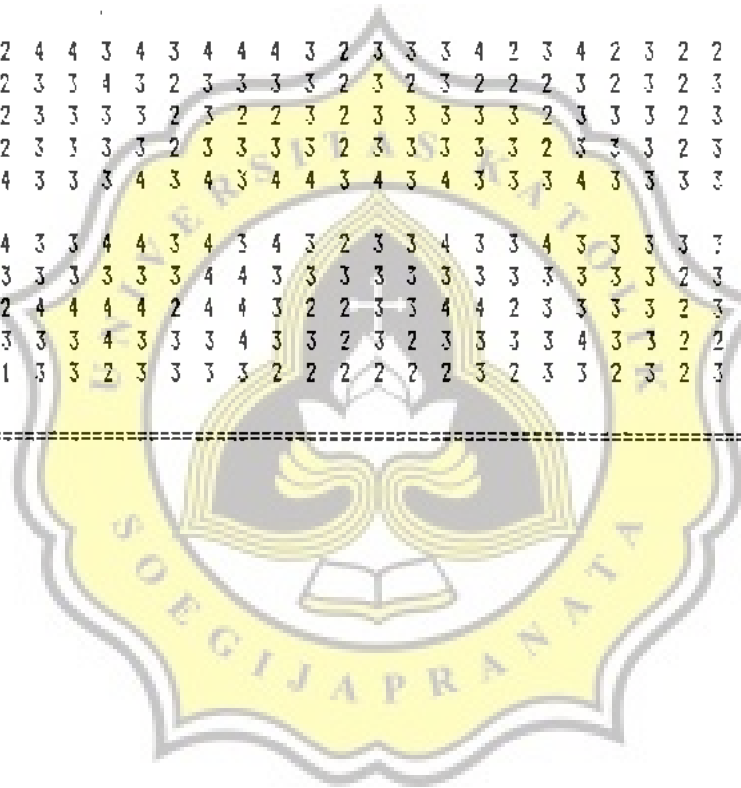 2 4 4 3 4 3 4 4 4 3 2 3 3 3 4 2 3 4 2 3 2 2
2 3 3 4 3 2 3 3 3 3 2 3 2 3 2 2 2 3 2 3 2 3
2 3 3 3 3 2 3 2 2 3 2 3 3 3 3 3 2 3 3 3 2 3
2 3 3 3 3 2 3 3 3 3 2 3 3 3 3 3 2 3 3 3 2 3
4 3 3 3 4 3 4 3 4 4 3 4 3 4 3 3 3 4 3 3 3 3
4 3 3 4 4 3 4 3 4 3 2 3 3 4 3 3 4 3 3 3 3
3 3 3 3 3 3 4 4 3 3 3 3 3 3 3 3 3 3 3 3 2 3
2 4 4 4 4 2 4 4 3 2 2 3 3 4 4 2 3 3 3 3 2 3
3 3 3 4 3 3 3 4 3 3 2 3 2 3 3 3 3 4 3 3 2 2
1 3 3 2 3 3 3 3 2 2 2 2 2 2 3 2 3 3 2 3 2 3
UNIVERSITAS KATOLIK
SOEGIJAPRANATA